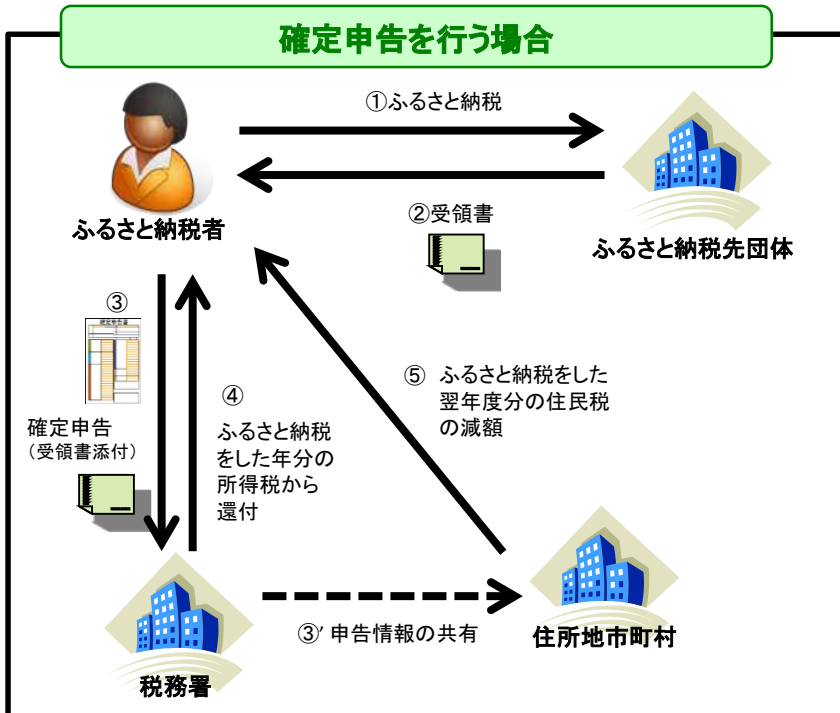 確定申告を行う場合
①ふるさと納税
②受領書
ふるさと納税者
ふるさと納税先団体
③
確定申告書
確定申告
（受領書添付）
④
ふるさと納税
をした年分の
所得税から
還付
⑤ ふるさと納税をした
翌年度分の住民税
の減額
③’申告情報の共有
税務署
住所地市町村